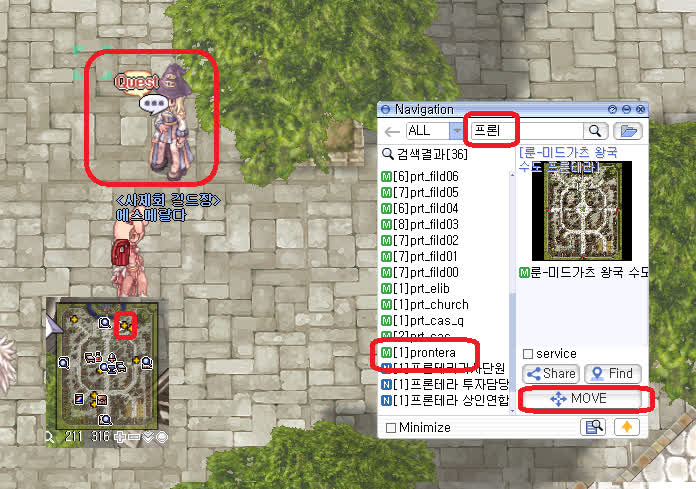 Quest
<사제화 길드장>
에스메랄다
211 316
Navigation
ALL
프론
검색결과[36]
[6]prt_fild06
[7]prt_fild05
[6]prt_fild04
[8]prt_fild03
[7]prt_fild02
[7]prt_fild01
[7]prt_fild00
[1]prt_elib
[1]prt_church
[1]prt_cas_q
[2]prt_cas
M [1]prontera
N [1]프론테라기사단원
N [1]프론테라 투자담당
N [1]프론테라 상인연합
[룬-미드가츠 왕국
수도 프론테라]
M 룬-미드가츠 왕국 수도
service
Share
Find
MOVE
Minimize